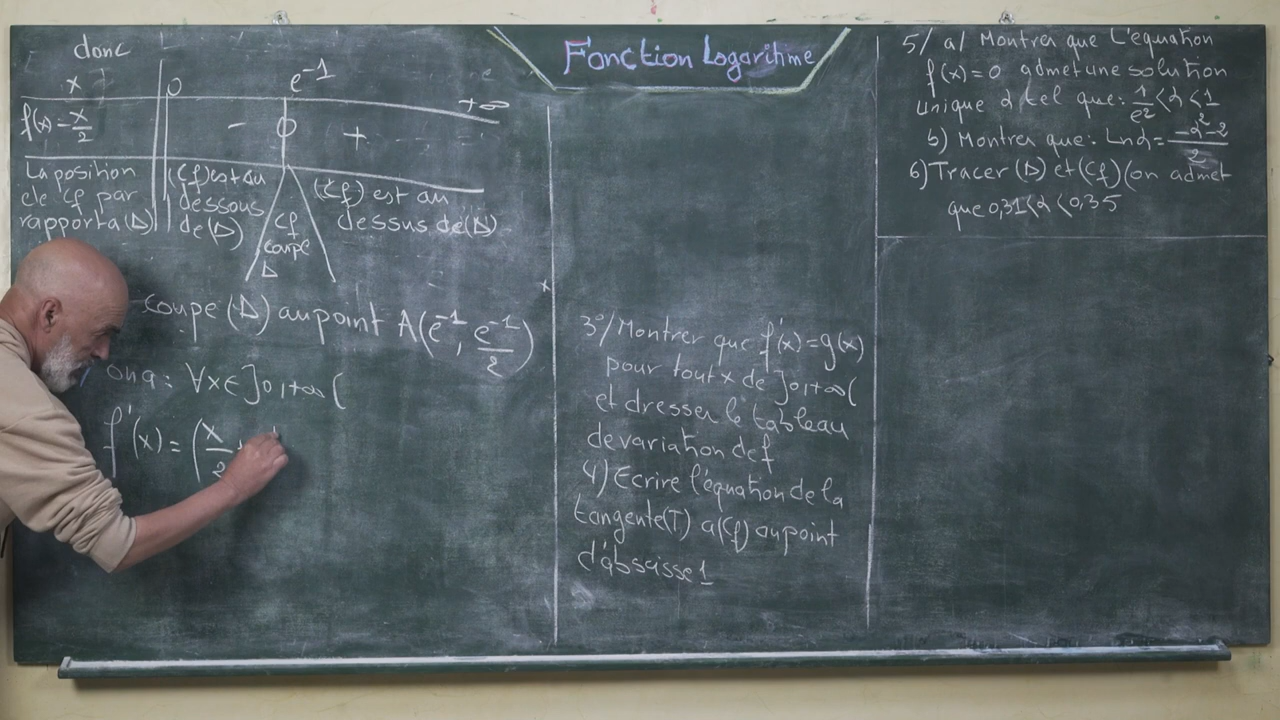 Fonction Logarithme
donc
x 0 e⁻¹ +∞
f(x)-x/2 - 0 +
La position (Cf) est au (Cf) est au
de Cf par dessous Cf dessus de (Δ)
rapport a (Δ) de (Δ) coupe
Δ
coupe (Δ) au point A(e⁻¹, e⁻¹/2)
on a : ∀x∈]0,+∞(
f'(x) = (x/2
3°/ Montrer que f'(x)=g(x)
pour tout x de ]0,+∞(
et dresser le tableau
de variation de f
4) Ecrire l'équation de la
tangente (T) a (Cf) au point
d'absaisse 1
5/ a/ Montrer que L'équation
f(x)=0 admet une solution
unique α tel que: 1/e²<α<1
b) Montrer que: Lnα = -α²-2/2
6) Tracer (Δ) et (Cf) (on admet
que 0,31<α<0,35